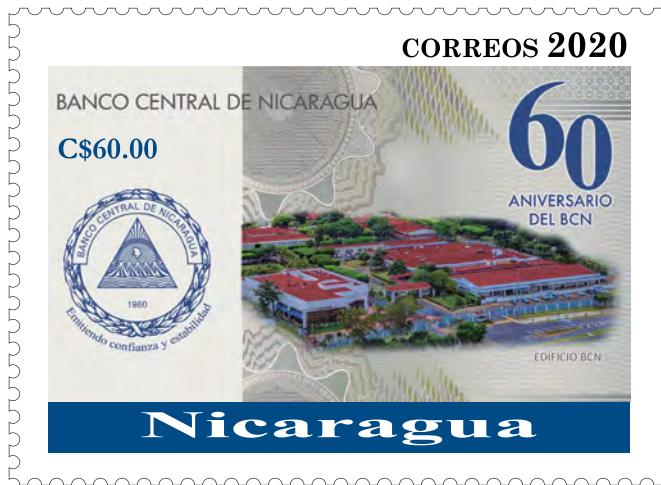 CORREOS 2020
BANCO CENTRAL DE NICARAGUA
C$60.00
60
ANIVERSARIO
DEL BCN
BANCO CENTRAL DE NICARAGUA
1960
Emitiendo confianza y estabilidad
EDIFICIO BCN
Nicaragua